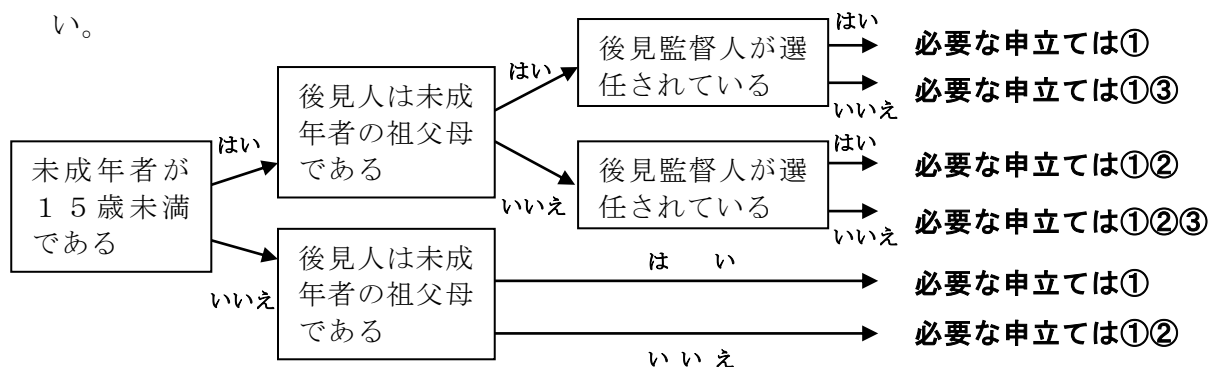 い。
未成年者が
１５歳未満
である
はい
いいえ
後見人は未成
年者の祖父母
である
はい
いいえ
後見監督人が選
任されている
はい
必要な申立ては①
いいえ
必要な申立ては①③
後見監督人が選
任されている
はい
必要な申立ては①②
いいえ
必要な申立ては①②③
後見人は未成
年者の祖父母
である
は い
必要な申立ては①
い い え
必要な申立ては①②